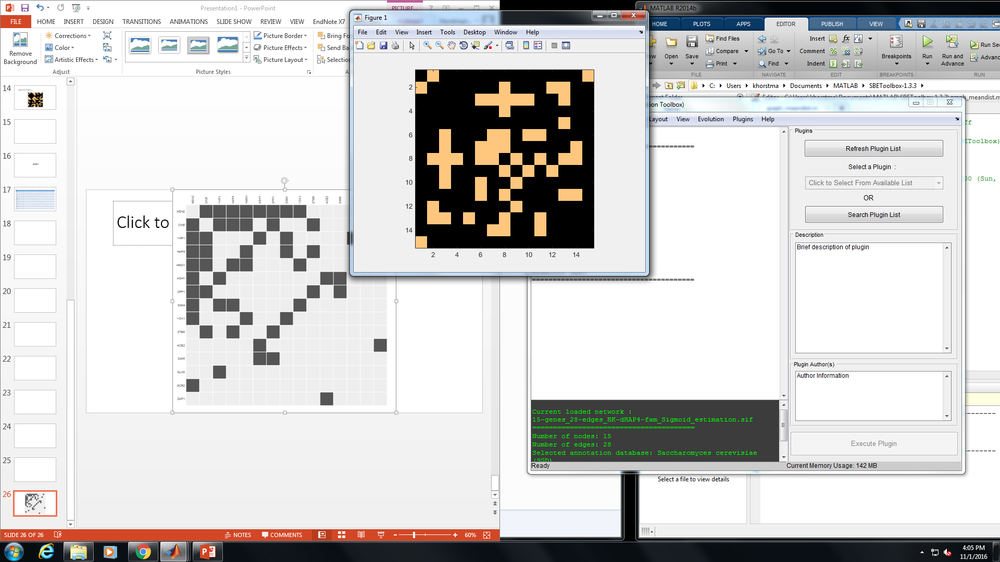 Presentation1 - PowerPoint
PICTURE...
FILE
HOME
INSERT
DESIGN
TRANSITIONS
ANIMATIONS
SLIDE SHOW
REVIEW
VIEW
EndNote X7
Remove
Background
Corrections
Color
Artistic Effects
Adjust
Picture Styles
Picture Border
Picture Effects
Picture Layout
Bring Fo
Send Ba
Selection
14
15
16
HAP4
17
18
19
20
21
22
23
24
25
26
Click to
MSN2 CIN5 YHP1 HAP4 HMO1 ASH1 SFP1 SWI4 YOX1 STB5 ACE2 SWI5
MSN2
CIN5
YHP1
HAP4
HMO1
ASH1
SFP1
SWI4
YOX1
STB5
ACE2
SWI5
GLN3
GCR2
ZAP1
SLIDE 26 OF 26
NOTES
COMMENTS
60%
Figure 1
File Edit View Insert Tools Desktop Window Help
2
4
6
8
10
12
14
2 4 6 8 10 12 14
MATLAB R2014b
HOME PLOTS APPS EDITOR PUBLISH VIEW
Open
Save
Find Files
Compare
Print
FILE
Go To
Find
NAVIGATE
Insert
Comment
Indent
EDIT
Breakpoints
BREAKPOINTS
Run
Run and
Advance
Run Sec
Advanc
RUN
C: Users khorstma Documents MATLAB SBEToolbox-1.3.3
ion Toolbox)
Layout View Evolution Plugins Help
Plugins
Refresh Plugin List
Select a Plugin :
Click to Select From Available List
OR
Search Plugin List
Description
Brief description of plugin
Plugin Author(s)
Author Information
Execute Plugin
===========
=======================================
Current loaded network :
15-genes_28-edges_BK-dHAP4-fam_Sigmoid_estimation.sif
=======================================
Number of nodes: 15
Number of edges: 28
Selected annotation database: Saccharomyces cerevisiae
(SGD)
Ready
Current Memory Usage: 142 MB
Select a file to view details
4:05 PM
11/1/2016